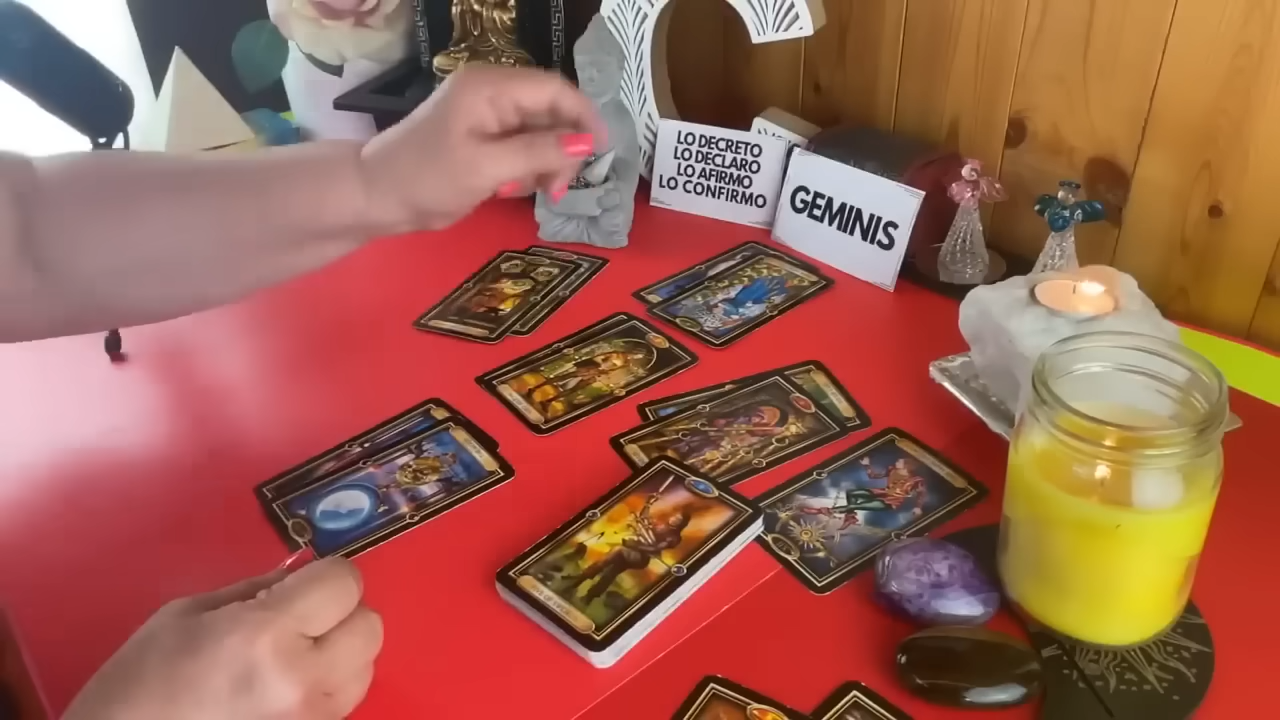 LO DECRETO
LO DECLARO
LO AFIRMO
LO CONFIRMO
GEMINIS